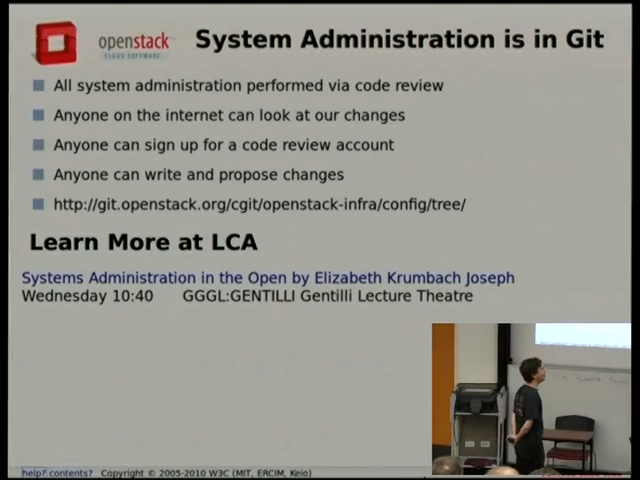 openstack
CLOUD SOFTWARE
System Administration is in Git
All system administration performed via code review
Anyone on the internet can look at our changes
Anyone can sign up for a code review account
Anyone can write and propose changes
http://git.openstack.org/cgit/openstack-infra/config/tree/
Learn More at LCA
Systems Administration in the Open by Elizabeth Krumbach Joseph
Wednesday 10:40 GGGL:GENTILLI Gentilli Lecture Theatre
help? contents? Copyright © 2005-2010 W3C (MIT, ERCIM, Keio)